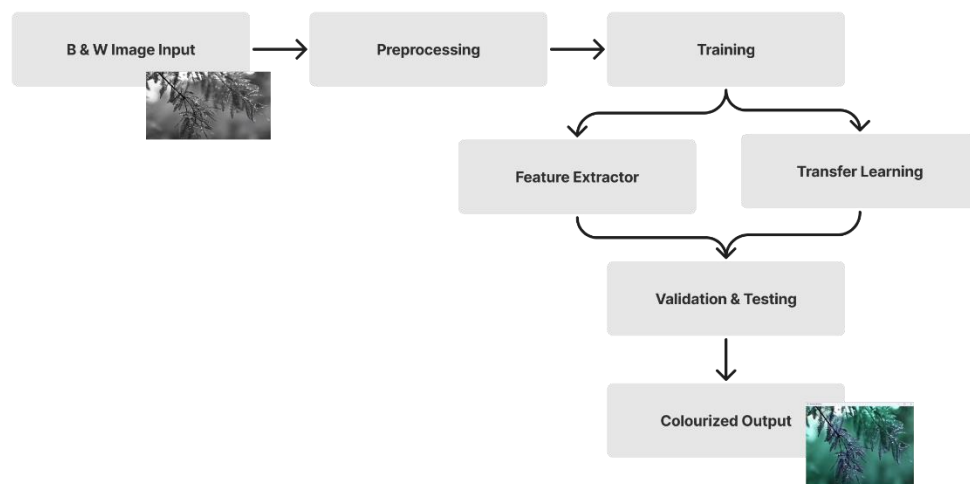 B & W Image Input
Preprocessing
Training
Feature Extractor
Transfer Learning
Validation & Testing
Colourized Output